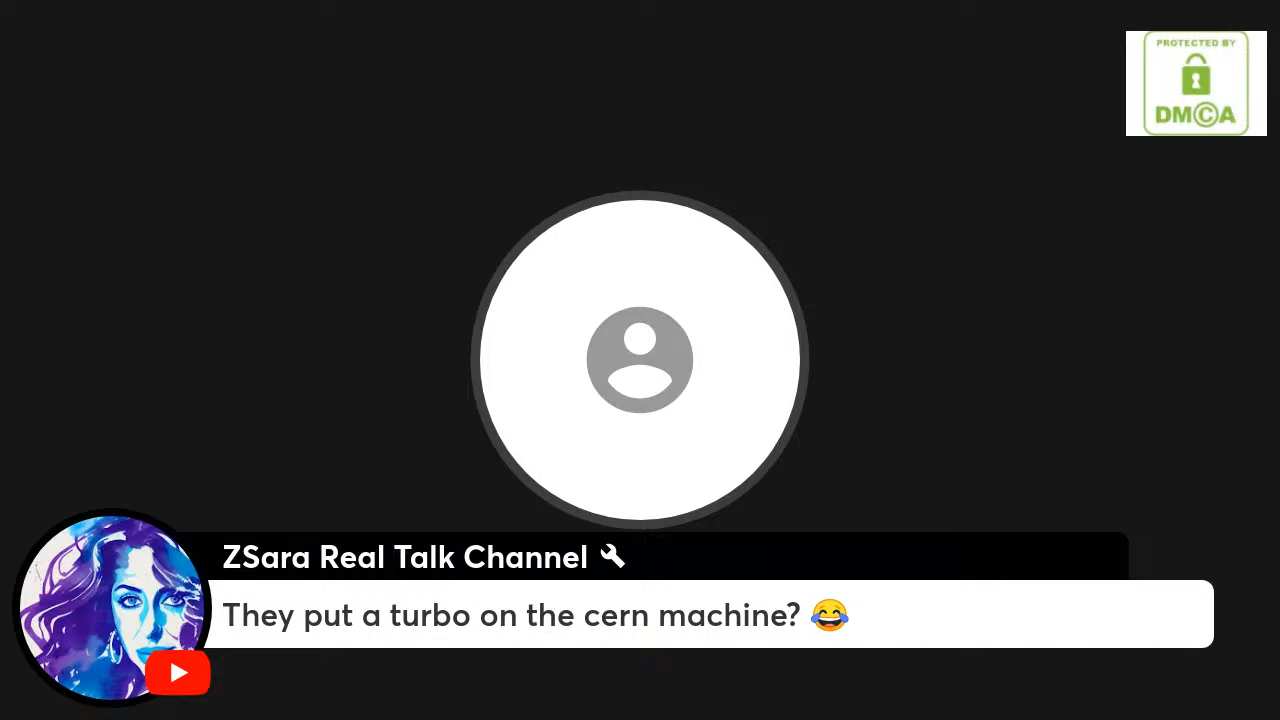 PROTECTED BY
DMCA
ZSara Real Talk Channel
They put a turbo on the cern machine? 😂